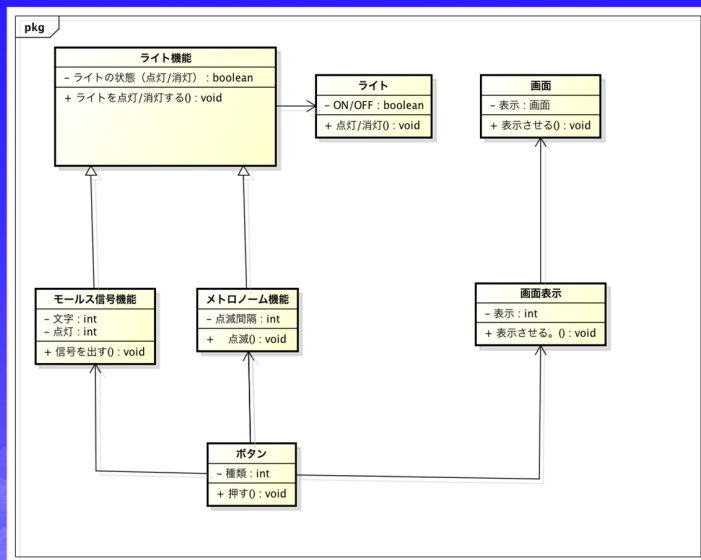 pkg
ライト機能
- ライトの状態（点灯/消灯） : boolean
+ ライトを点灯/消灯する() : void
ライト
- ON/OFF : boolean
+ 点灯/消灯() : void
画面
- 表示 : 画面
+ 表示させる() : void
モールス信号機能
- 文字 : int
- 点灯 : int
+ 信号を出す() : void
メトロノーム機能
- 点滅間隔 : int
+ 点滅() : void
画面表示
- 表示 : int
+ 表示させる。() : void
ボタン
- 種類 : int
+ 押す() : void